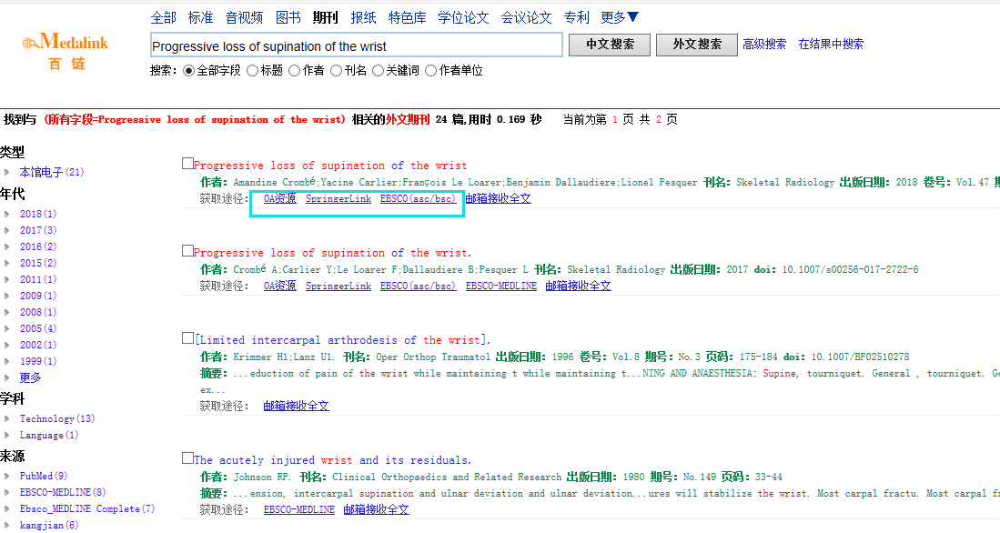 全部 标准 音视频 图书 期刊 报纸 特色库 学位论文 会议论文 专利 更多▼
Medalink
百 链
Progressive loss of supination of the wrist 中文搜索 外文搜索 高级搜索 在结果中搜索
搜索: 全部字段 标题 作者 刊名 关键词 作者单位
找到与 (所有字段=Progressive loss of supination of the wrist) 相关的外文期刊 24 篇,用时 0.169 秒 当前为第 1 页 共 2 页
类型
本馆电子(21)
年代
2018(1)
2017(3)
2016(2)
2015(2)
2011(1)
2009(1)
2008(1)
2005(4)
2002(1)
1999(1)
更多
学科
Technology(13)
Language(1)
来源
PubMed(9)
EBSCO-MEDLINE(8)
Ebsco_MEDLINE Complete(7)
kangjian(6)
Progressive loss of supination of the wrist
作者: Amandine Crombé;Yacine Carlier;François Le Loarer;Benjamin Dallaudiere;Lionel Pesquer 刊名: Skeletal Radiology 出版日期: 2018 卷号: Vol.47
获取途径: OA资源 SpringerLink EBSCO(asc/bsc) 邮箱接收全文
Progressive loss of supination of the wrist.
作者: Crombé A;Carlier Y;Le Loarer F;Dallaudiere B;Pesquer L 刊名: Skeletal Radiology 出版日期: 2017 doi: 10.1007/s00256-017-2722-6
获取途径: OA资源 SpringerLink EBSCO(asc/bsc) EBSCO-MEDLINE 邮箱接收全文
[Limited intercarpal arthrodesis of the wrist].
作者: Krimmer H1;Lanz U1. 刊名: Oper Orthop Traumatol 出版日期: 1996 卷号: Vol.8 期号: No.3 页码: 175-184 doi: 10.1007/BF02510278
摘要: ...eduction of pain of the wrist while maintaining t while maintaining t...NING AND ANAESTHESIA: Supine, tourniquet. General , tourniquet. Ge
ex...
获取途径: 邮箱接收全文
The acutely injured wrist and its residuals.
作者: Johnson RP. 刊名: Clinical Orthopaedics and Related Research 出版日期: 1980 期号: No.149 页码: 33-44
摘要: ...ension, intercarpal supination and ulnar deviation and ulnar deviation...ures will stabilize the wrist. Most carpal fractu. Most carpal f
获取途径: EBSCO-MEDLINE 邮箱接收全文